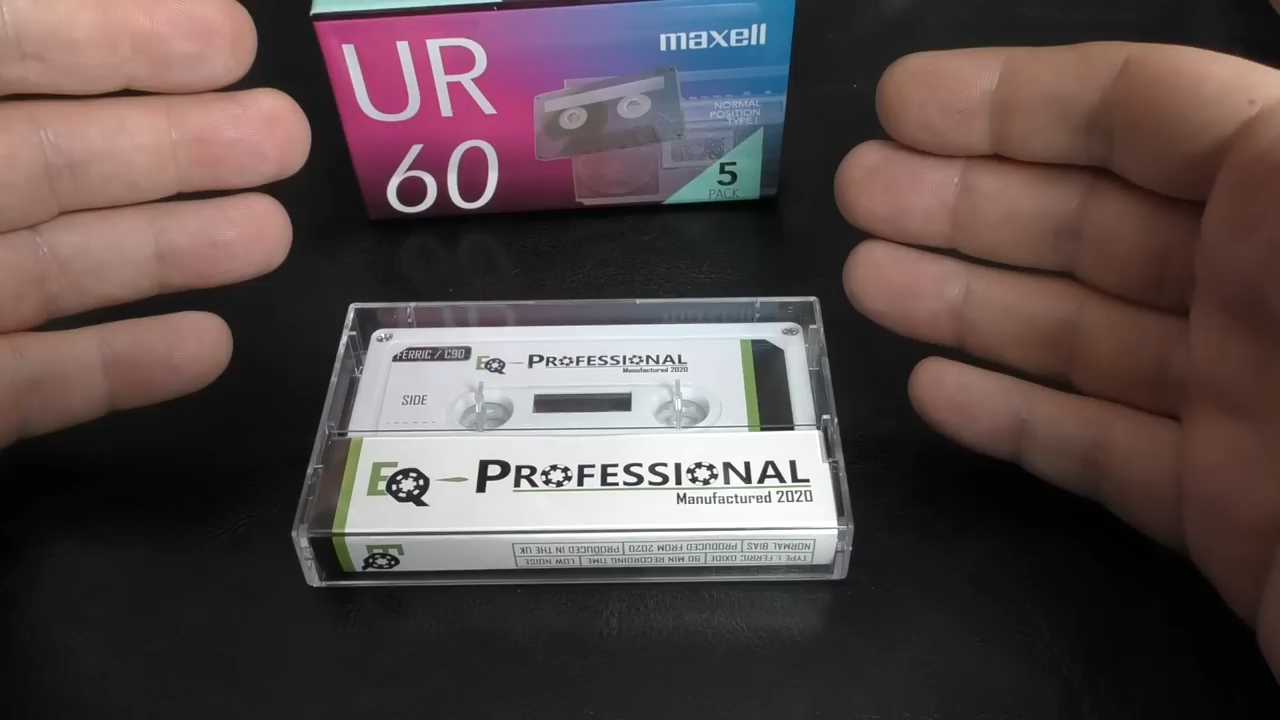 UR
60
maxell
NORMAL
POSITION
TYPE I
5
PACK
FERRIC / C90
EQ - PROFESSIONAL
Manufactured 2020
SIDE
EQ - PROFESSIONAL
Manufactured 2020
TYPE I: FERRIC OXIDE | 90 MIN RECORDING TIME | LOW NOISE
NORMAL BIAS | PRODUCED FROM 2020 | PRODUCED IN THE UK
EQ